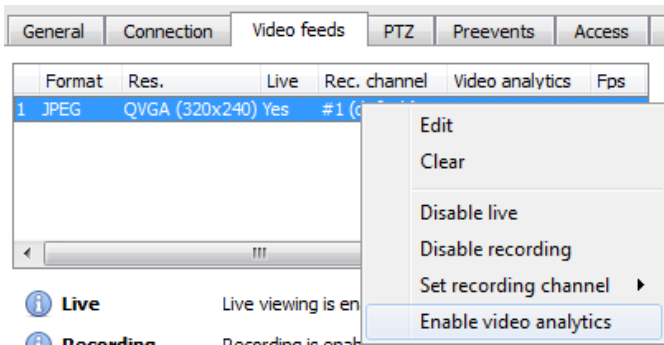 General Connection Video feeds PTZ Preevents Access
Format Res. Live Rec. channel Video analytics Fps
1 JPEG QVGA (320x240) Yes #1
Edit
Clear
Disable live
Disable recording
Set recording channel
Enable video analytics
Live Live viewing is
Recording Recording is